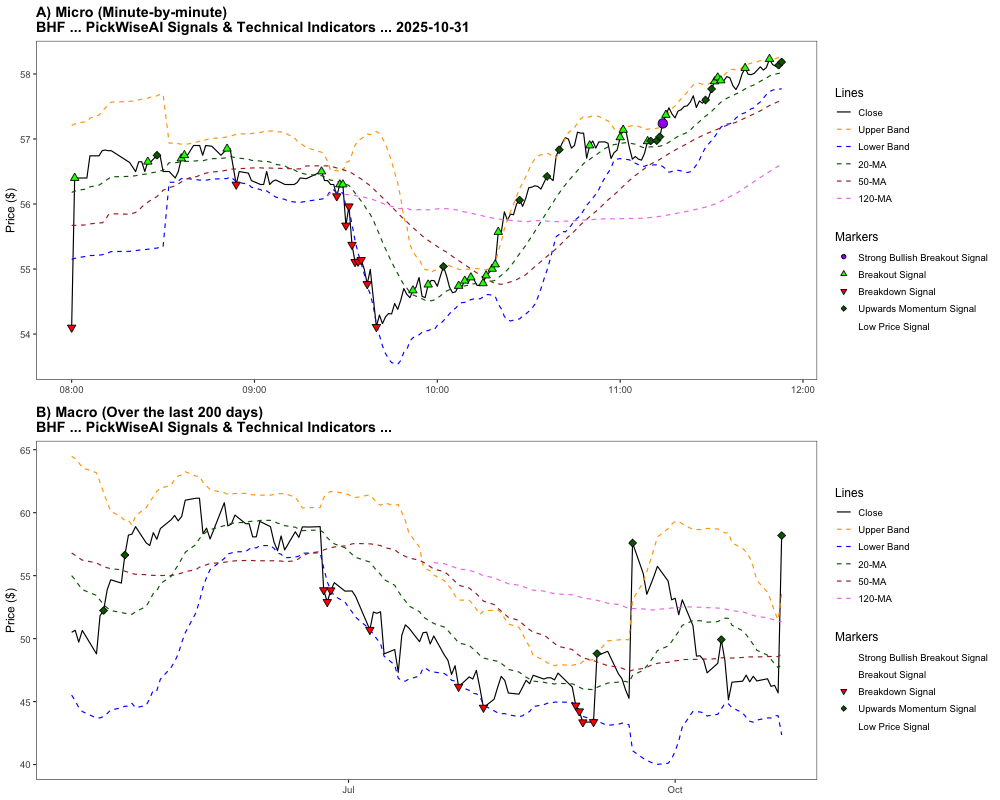 A) Micro (Minute-by-minute)
BHF ... PickWiseAI Signals & Technical Indicators ... 2025-10-31
Price ($)
58
57
56
55
54
08:00
09:00
10:00
11:00
12:00
Lines
Close
Upper Band
Lower Band
20-MA
50-MA
120-MA
Markers
Strong Bullish Breakout Signal
Breakout Signal
Breakdown Signal
Upwards Momentum Signal
Low Price Signal
B) Macro (Over the last 200 days)
BHF ... PickWiseAI Signals & Technical Indicators ...
Price ($)
65
60
55
50
45
40
Jul
Oct
Lines
Close
Upper Band
Lower Band
20-MA
50-MA
120-MA
Markers
Strong Bullish Breakout Signal
Breakout Signal
Breakdown Signal
Upwards Momentum Signal
Low Price Signal